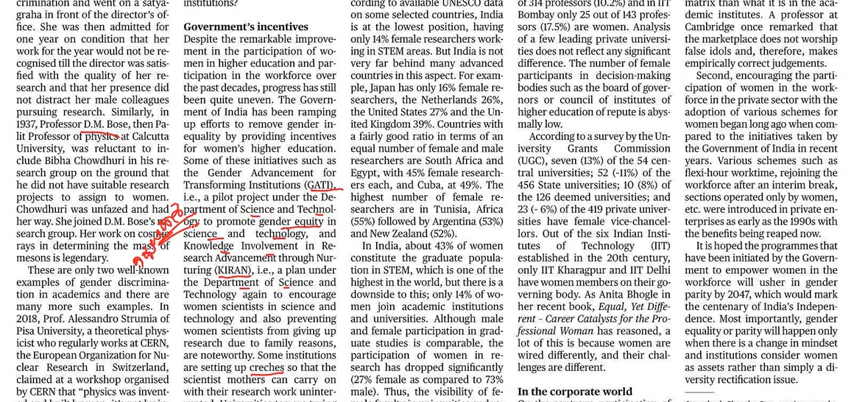 crimination and went on a satya-
graha in front of the director's of-
fice. She was then admitted for
one year on condition that her
work for the year would not be re-
cognised till the director was satis-
fied with the quality of her re-
search and that her presence did
not distract her male colleagues
pursuing research. Similarly, in
1937, Professor D.M. Bose, then Pa-
lit Professor of physics at Calcutta
University, was reluctant to in-
clude Bibha Chowdhuri in his re-
search group on the ground that
he did not have suitable research
projects to assign to women.
Chowdhuri was unfazed and had
her way. She joined D.M. Bose's re-
search group. Her work on cosmic
rays in determining the mass
mesons is legendary.
These are only two well-known
examples of gender discrimina-
tion in academics and there are
many more such examples. In
2018, Prof. Alessandro Strumia of
Pisa University, a theoretical phys-
icist who regularly works at CERN,
the European Organization for Nu-
clear Research in Switzerland,
claimed at a workshop organised
by CERN that "physics was invent-
institutions?
Government's incentives
Despite the remarkable improve-
ment in the participation of wo-
men in higher education and par-
ticipation in the workforce over
the past decades, progress has still
been quite uneven. The Govern-
ment of India has been ramping
up efforts to remove gender in-
equality by providing incentives
for women's higher education.
Some of these initiatives such as
the Gender Advancement for
Transforming Institutions (GATI),
i.e., a pilot project under the De-
partment of Science and Technol-
ogy to promote gender equity in
science and technology, and
Knowledge Involvement in Re-
search Advancement through Nur-
turing (KIRAN), i.e., a plan under
the Department of Science and
Technology again to encourage
women scientists in science and
technology and also preventing
women scientists from giving up
research due to family reasons,
are noteworthy. Some institutions
are setting up creches so that the
scientist mothers can carry on
with their research uninter-
cording to available UNESCO data
on some selected countries, India
is at the lowest position, having
only 14% female researchers work-
ing in STEM areas. But India is not
very far behind many advanced
countries in this aspect. For exam-
ple, Japan has only 16% female re-
searchers, the Netherlands 26%,
the United States 27% and the Un-
ited Kingdom 39%. Countries with
a fairly good ratio in terms of an
equal number of female and male
researchers are South Africa and
Egypt, with 45% female research-
ers each, and Cuba, at 49%. The
highest number of female re-
searchers are in Tunisia, Africa
(55%) followed by Argentina (53%)
and New Zealand (52%).
In India, about 43% of women
constitute the graduate popula-
tion in STEM, which is one of the
highest in the world, but there is a
downside to this; only 14% of wo-
men join academic institutions
and universities. Although male
and female participation in grad-
uate studies is comparable, the
participation of women in re-
search has dropped significantly
(27% female as compared to 73%
male). Thus, the visibility of fe-
of 314 professors (10.2%) and in IIT
Bombay only 25 out of 143 profes-
sors (17.5%) are women. Analysis
of a few leading private universi-
ties does not reflect any significant
difference. The number of female
participants in decision-making
bodies such as the board of gover-
nors or council of institutes of
higher education of repute is abys-
mally low.
According to a survey by the Un-
iversity Grants Commission
(UGC), seven (13%) of the 54 cen-
tral universities; 52 (~11%) of the
456 State universities; 10 (8%) of
the 126 deemed universities; and
23 (~ 6%) of the 419 private univer-
sities have female vice-chancel-
lors. Out of the six Indian Insti-
tutes of Technology (IIT)
established in the 20th century,
only IIT Kharagpur and IIT Delhi
have women members on their go-
verning body. As Anita Bhogle in
her recent book, Equal, Yet Diffe-
rent - Career Catalysts for the Pro-
fessional Woman has reasoned, a
lot of this is because women are
wired differently, and their chal-
lenges are different.
In the corporate world
matrix than what it is in the aca-
demic institutes. A professor at
Cambridge once remarked that
the marketplace does not worship
false idols and, therefore, makes
empirically correct judgements.
Second, encouraging the parti-
cipation of women in the work-
force in the private sector with the
adoption of various schemes for
women began long ago when com-
pared to the initiatives taken by
the Government of India in recent
years. Various schemes such as
flexi-hour worktime, rejoining the
workforce after an interim break,
sections operated only by women,
etc. were introduced in private en-
terprises as early as the 1990s with
the benefits being reaped now.
It is hoped the programmes that
have been initiated by the Govern-
ment to empower women in the
workforce will usher in gender
parity by 2047, which would mark
the centenary of India's Indepen-
dence. Most importantly, gender
equality or parity will happen only
when there is a change in mindset
and institutions consider women
as assets rather than simply a di-
versity rectification issue.